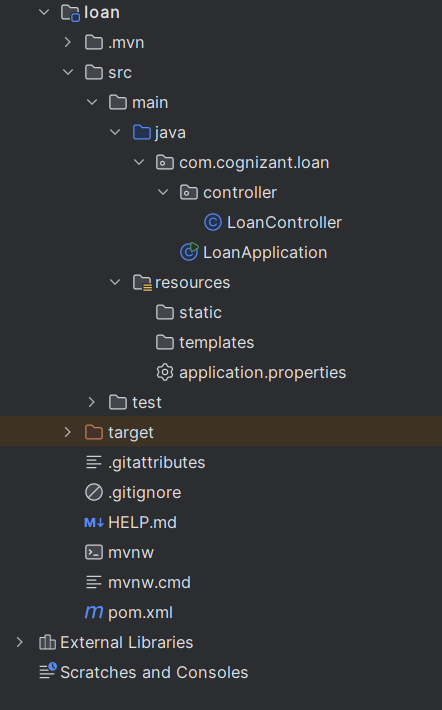 loan
.mvn
src
main
java
com.cognizant.loan
controller
LoanController
LoanApplication
resources
static
templates
application.properties
test
target
.gitattributes
.gitignore
M↓ HELP.md
mvnw
mvnw.cmd
m pom.xml
External Libraries
Scratches and Consoles